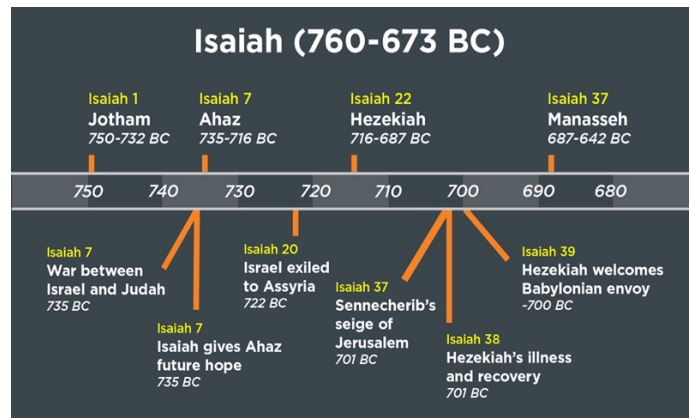 Isaiah (760-673 BC)
Isaiah 1
Jotham
750-732 BC
Isaiah 7
Ahaz
735-716 BC
Isaiah 22
Hezekiah
716-687 BC
Isaiah 37
Manasseh
687-642 BC
750 740 730 720 710 700 690 680
Isaiah 7
War between
Israel and Judah
735 BC
Isaiah 7
Isaiah gives Ahaz
future hope
735 BC
Isaiah 20
Israel exiled
to Assyria
722 BC
Isaiah 37
Sennecherib's
seige of
Jerusalem
701 BC
Isaiah 38
Hezekiah's illness
and recovery
701 BC
Isaiah 39
Hezekiah welcomes
Babylonian envoy
~700 BC